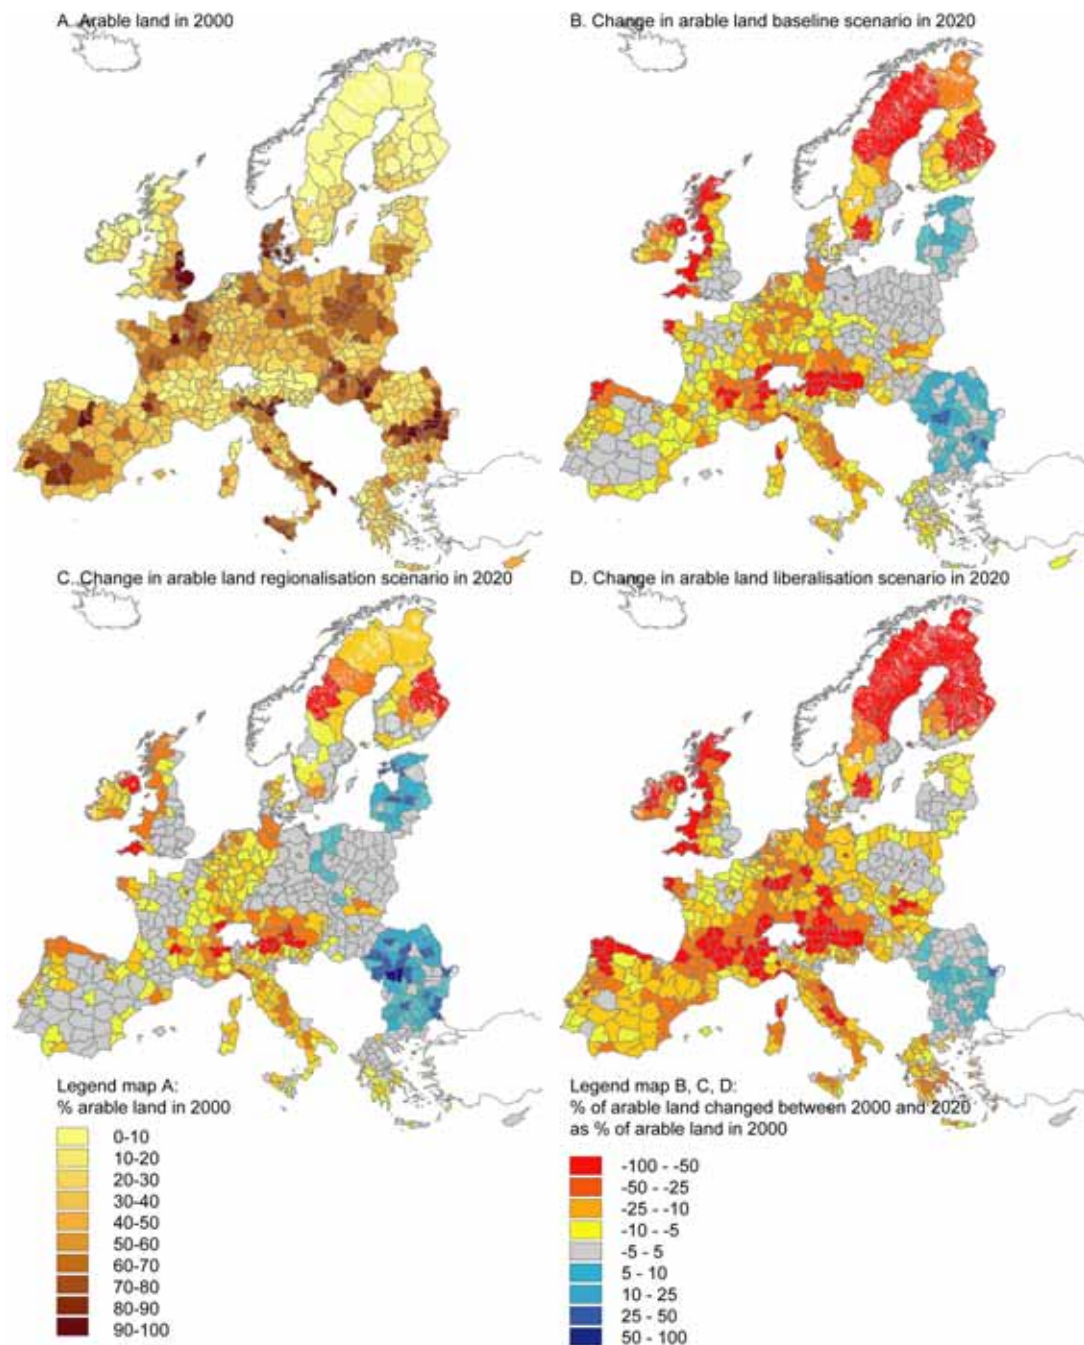 A. Arable land in 2000
B. Change in arable land baseline scenario in 2020
C. Change in arable land regionalisation scenario in 2020
D. Change in arable land liberalisation scenario in 2020
Legend map A:
% arable land in 2000
0-10
10-20
20-30
30-40
40-50
50-60
60-70
70-80
80-90
90-100
Legend map B, C, D:
% of arable land changed between 2000 and 2020
as % of arable land in 2000
-100 - -50
-50 - -25
-25 - -10
-10 - -5
-5 - 5
5 - 10
10 - 25
25 - 50
50 - 100